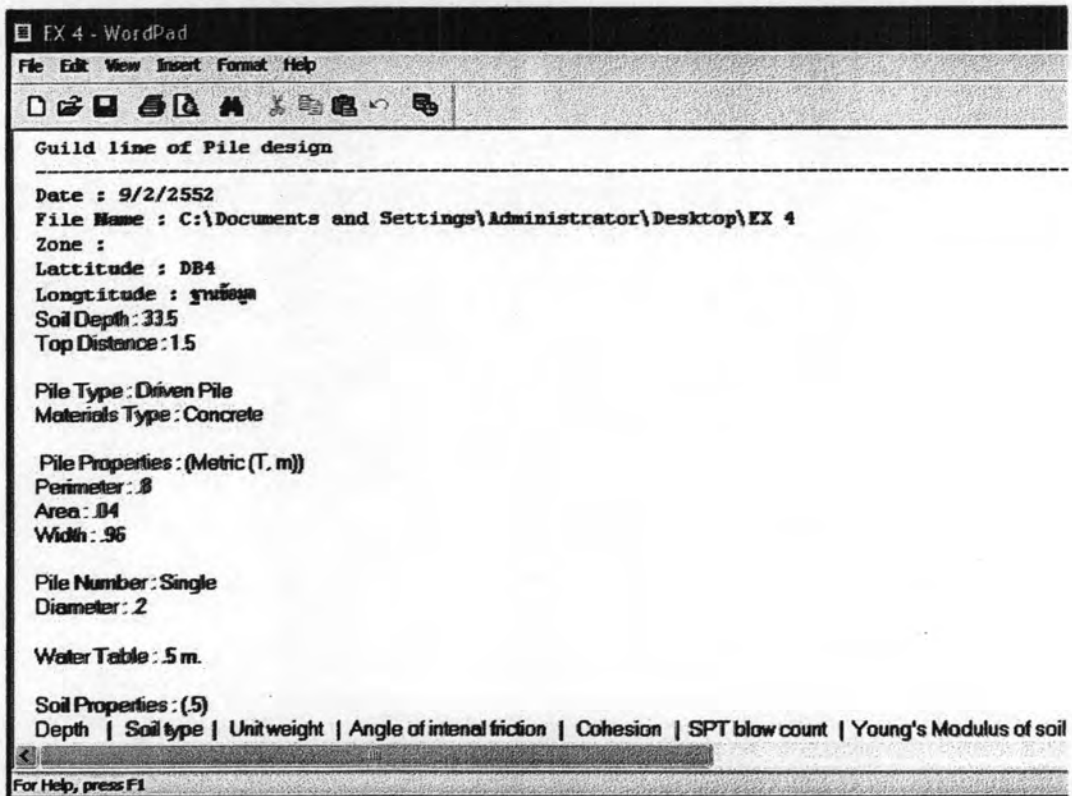 EX 4 - WordPad
File Edit View Insert Format Help
Guild line of Pile design
Date : 9/2/2552
File Name : C:\Documents and Settings\Administrator\Desktop\EX 4
Zone :
Lattitude : DB4
Longtitude : ฐานข้อมูล
Soil Depth : 33.5
Top Distance : 1.5
Pile Type : Driven Pile
Materials Type : Concrete
Pile Properties : (Metric (T, m))
Perimeter : .8
Area : .04
Width : .96
Pile Number : Single
Diameter : .2
Water Table : .5 m.
Soil Properties : (.5)
Depth | Soil type | Unit weight | Angle of intenal friction | Cohesion | SPT blow count | Young's Modulus of soil
For Help, press F1